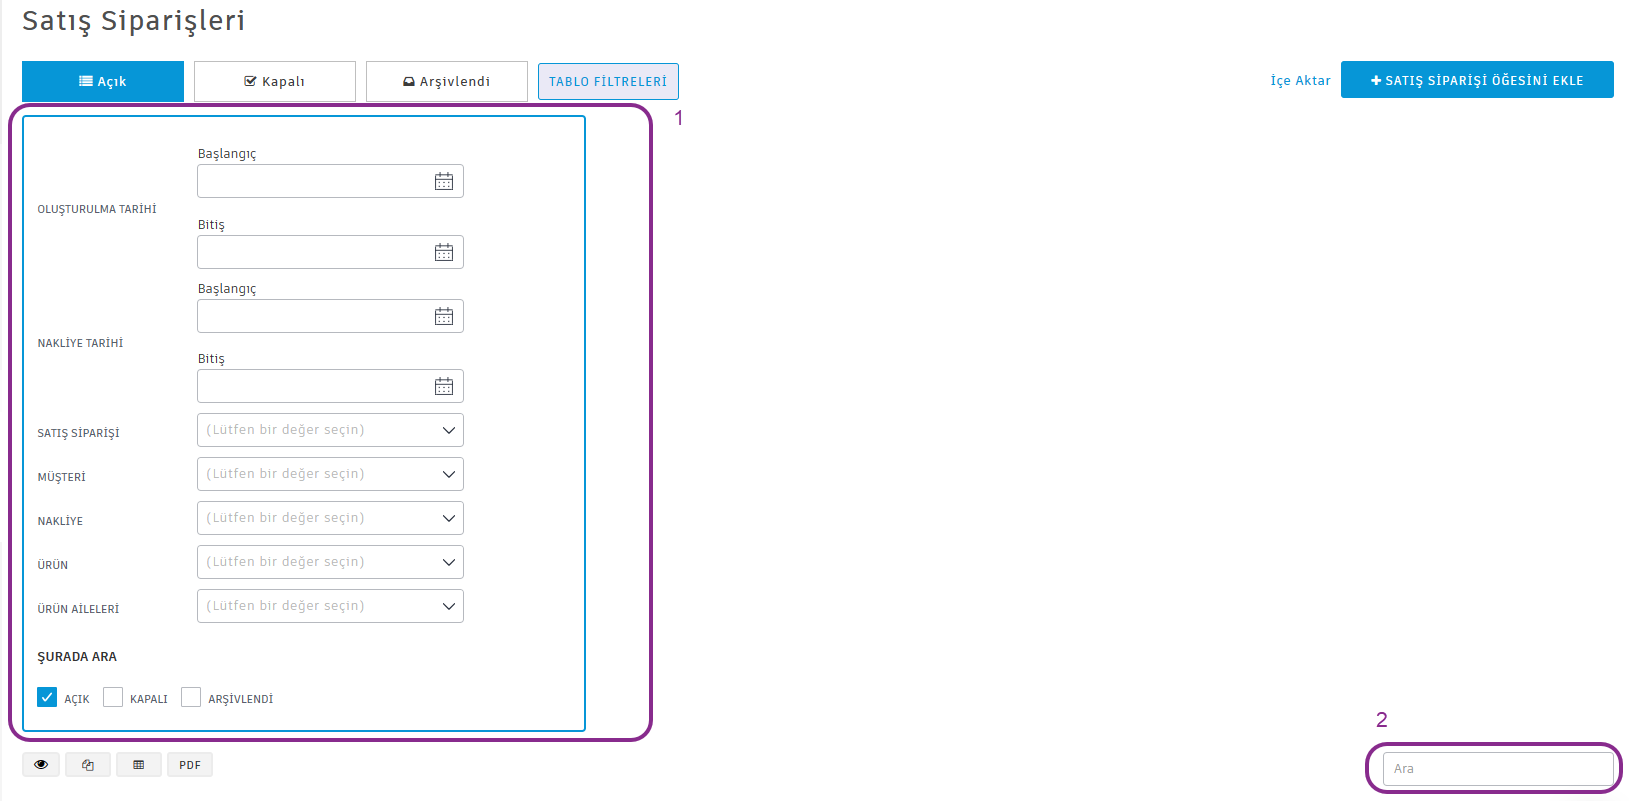 Satış Siparişleri
Açık
Kapalı
Arşivlendi
TABLO FİLTRELERİ
İçe Aktar
SATIŞ SİPARİŞİ ÖĞESİNİ EKLE
1
Başlangıç
OLUŞTURULMA TARİHİ
Bitiş
Başlangıç
NAKLİYE TARİHİ
Bitiş
SATIŞ SİPARİŞİ (Lütfen bir değer seçin)
MÜŞTERİ (Lütfen bir değer seçin)
NAKLİYE (Lütfen bir değer seçin)
ÜRÜN (Lütfen bir değer seçin)
ÜRÜN AİLELERİ (Lütfen bir değer seçin)
ŞURADA ARA
AÇIK KAPALI ARŞİVLENDİ
2
PDF
Ara